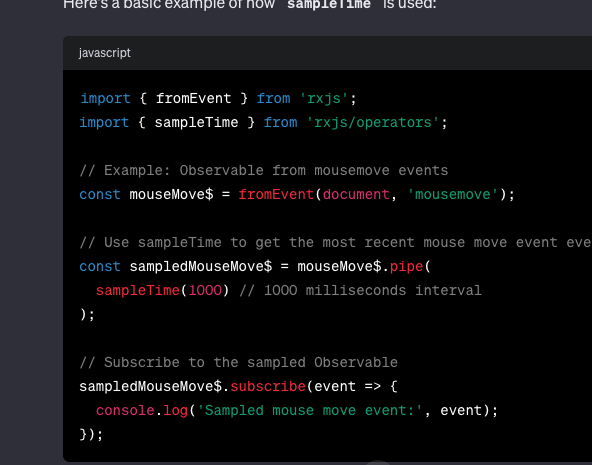 Here's a basic example of how `sampleTime` is used:
javascript
import { fromEvent } from 'rxjs';
import { sampleTime } from 'rxjs/operators';
// Example: Observable from mousemove events
const mouseMove$ = fromEvent(document, 'mousemove');
// Use sampleTime to get the most recent mouse move event eve
const sampledMouseMove$ = mouseMove$.pipe(
  sampleTime(1000) // 1000 milliseconds interval
);
// Subscribe to the sampled Observable
sampledMouseMove$.subscribe(event => {
  console.log('Sampled mouse move event:', event);
});